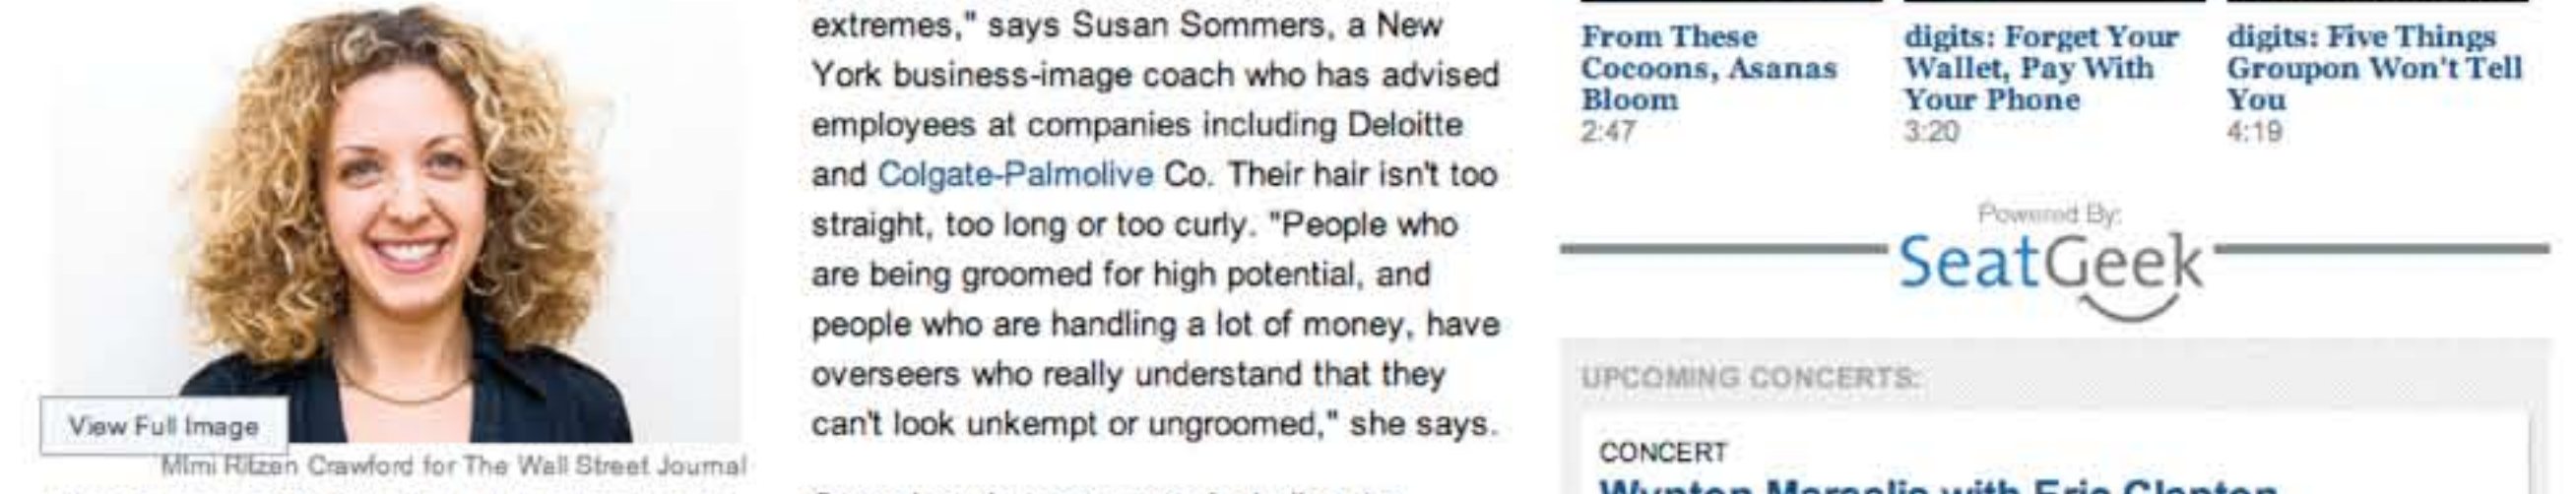 View Full Image
Mimi Ritzen Crawford for The Wall Street Journal
extremes," says Susan Sommers, a New
York business-image coach who has advised
employees at companies including Deloitte
and Colgate-Palmolive Co. Their hair isn't too
straight, too long or too curly. "People who
are being groomed for high potential, and
people who are handling a lot of money, have
overseers who really understand that they
can't look unkempt or ungroomed," she says.
From These
Cocoons, Asanas
Bloom
2:47
digits: Forget Your
Wallet, Pay With
Your Phone
3:20
digits: Five Things
Groupon Won't Tell
You
4:19
Powered By:
SeatGeek
UPCOMING CONCERTS:
CONCERT
Wynton Marsalis with Eric Clapton